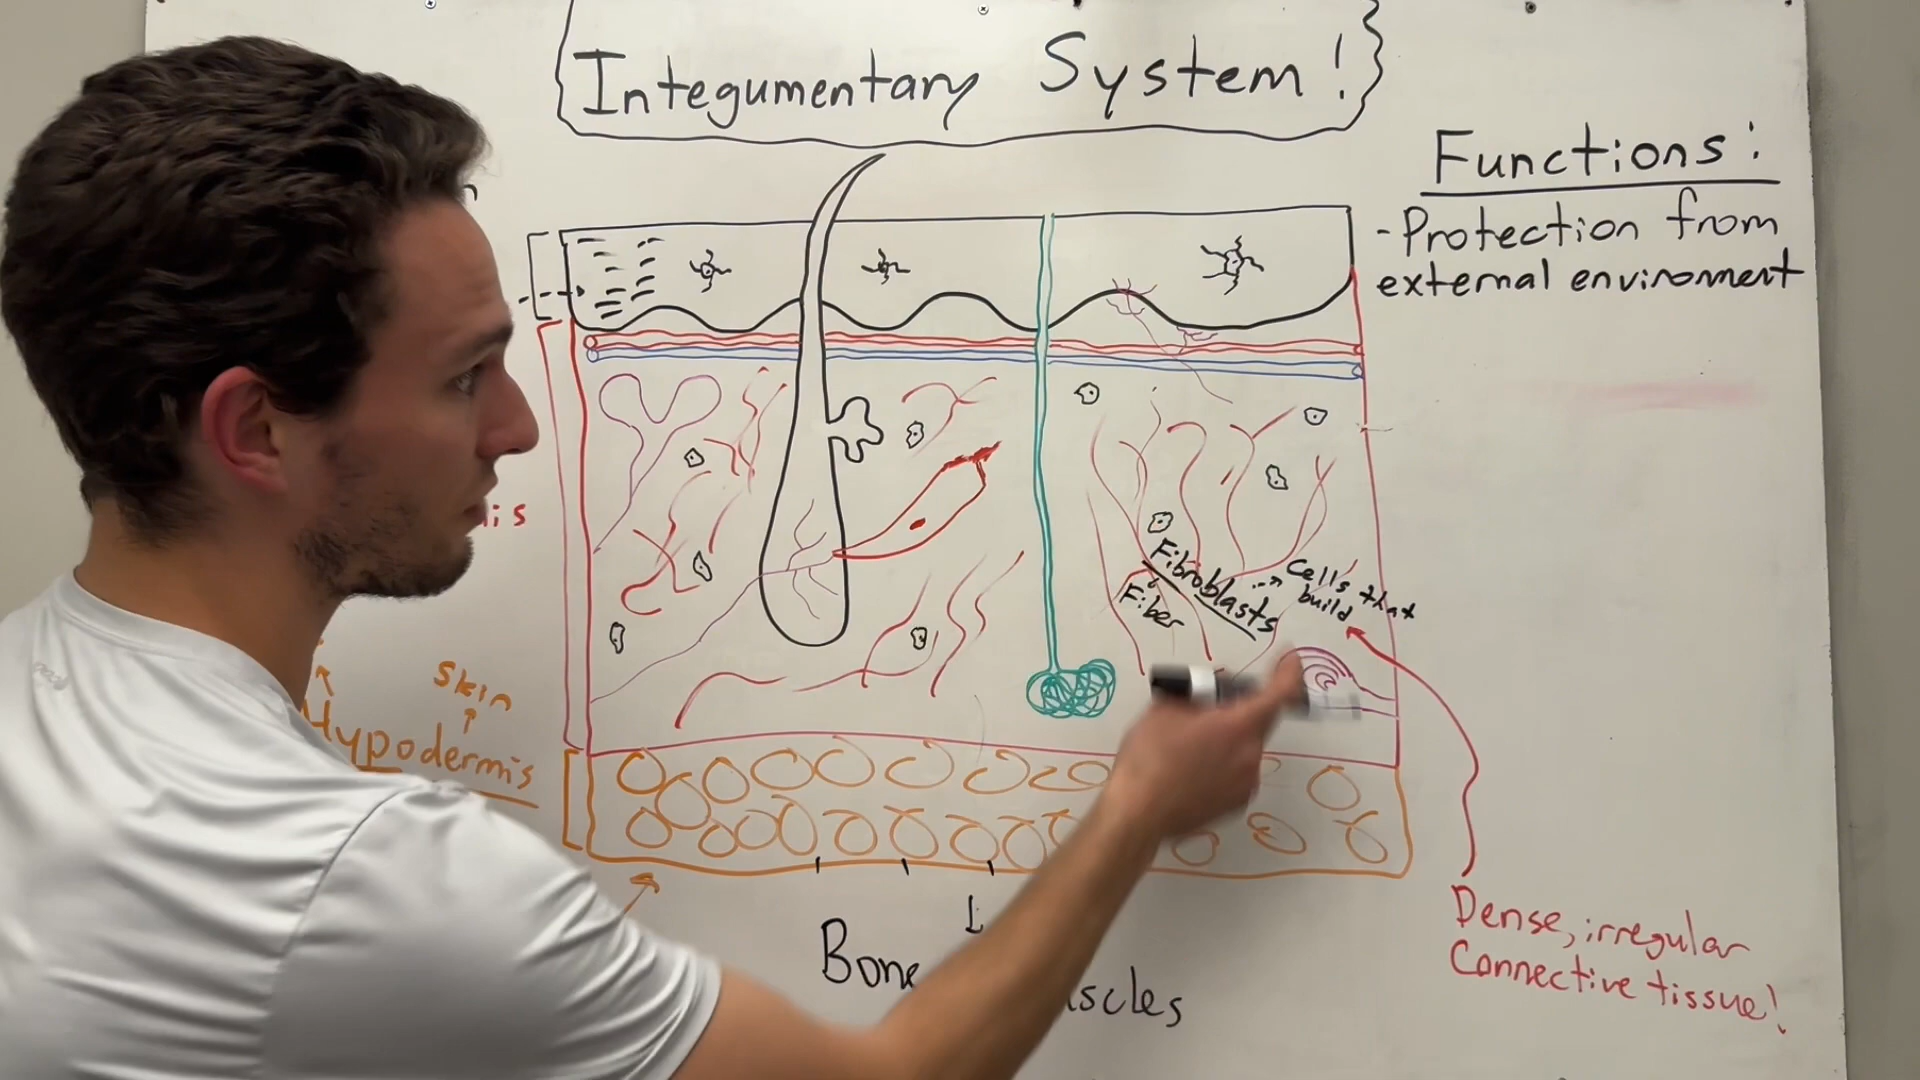 Integumentary System!
Functions:
- Protection from
external environment
is
Skin
Hypodermis
Fibroblasts
Fiber
Cells that
build
Dense, irregular
Connective tissue!
Bone